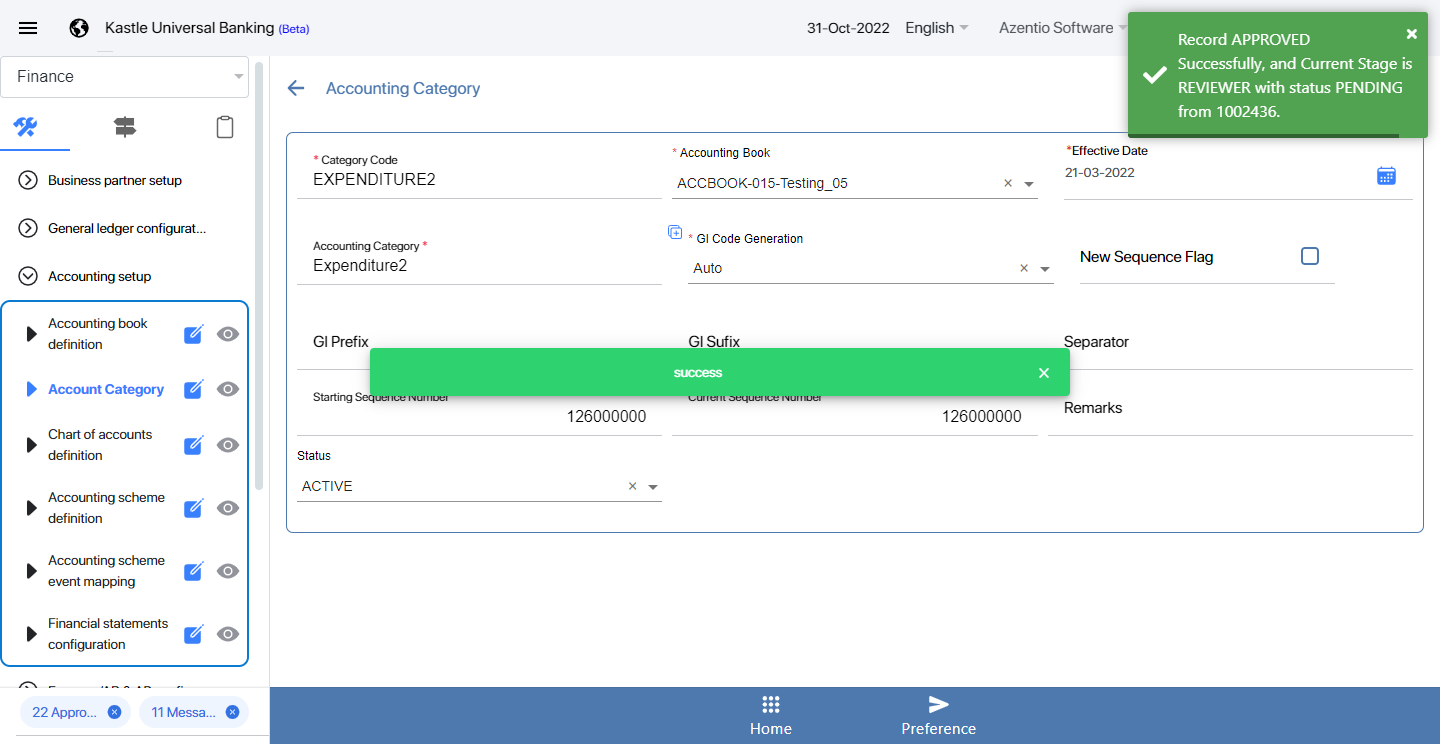 Kastle Universal Banking (Beta)
31-Oct-2022
English
Azentio Software
Record APPROVED
Successfully, and Current Stage is
REVIEWER with status PENDING
from 1002436.
Finance
Business partner setup
General ledger configurat...
Accounting setup
Accounting book
definition
Account Category
Chart of accounts
definition
Accounting scheme
definition
Accounting scheme
event mapping
Financial statements
configuration
22 Appro...
11 Messa...
Accounting Category
* Category Code
EXPENDITURE2
* Accounting Book
ACCBOOK-015-Testing_05
*Effective Date
21-03-2022
Accounting Category *
Expenditure2
* GI Code Generation
Auto
New Sequence Flag
GI Prefix
GI Sufix
Separator
success
Starting Sequence Number
126000000
Current Sequence Number
126000000
Remarks
Status
ACTIVE
Home
Preference